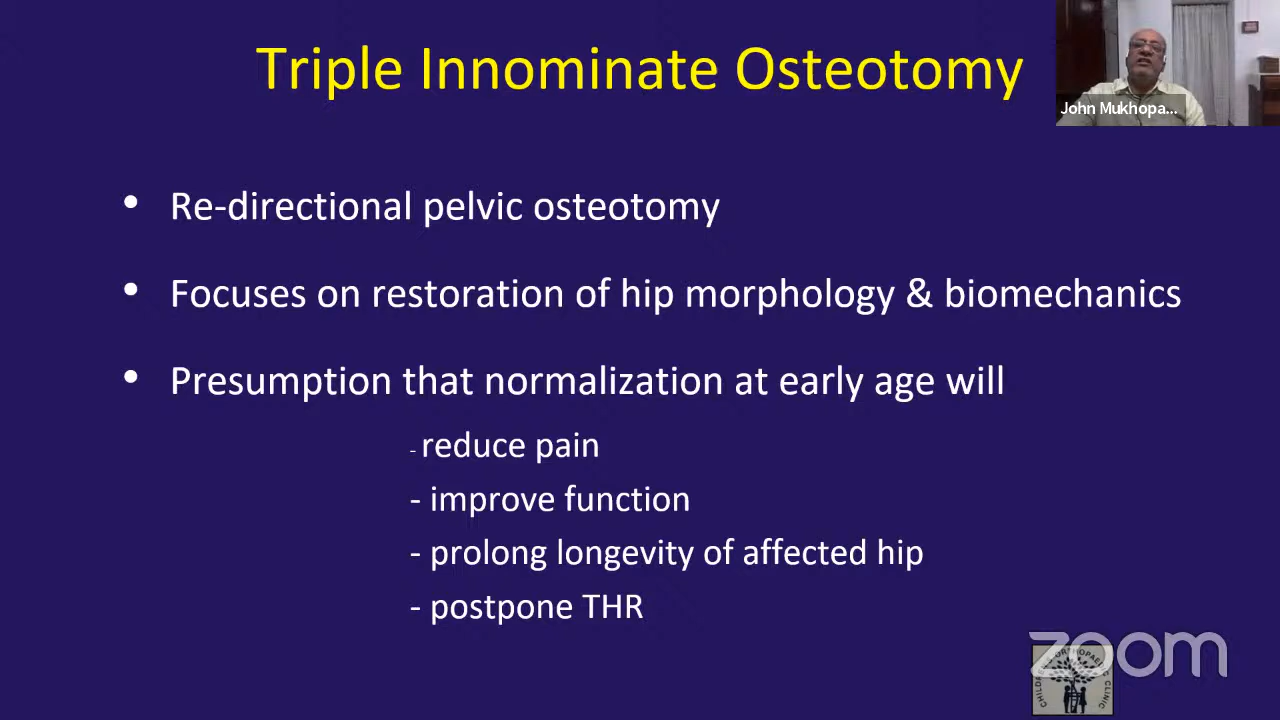 Triple Innominate Osteotomy
John Mukhopa...
• Re-directional pelvic osteotomy
• Focuses on restoration of hip morphology & biomechanics
• Presumption that normalization at early age will
- reduce pain
- improve function
- prolong longevity of affected hip
- postpone THR
zoom
CLINIC